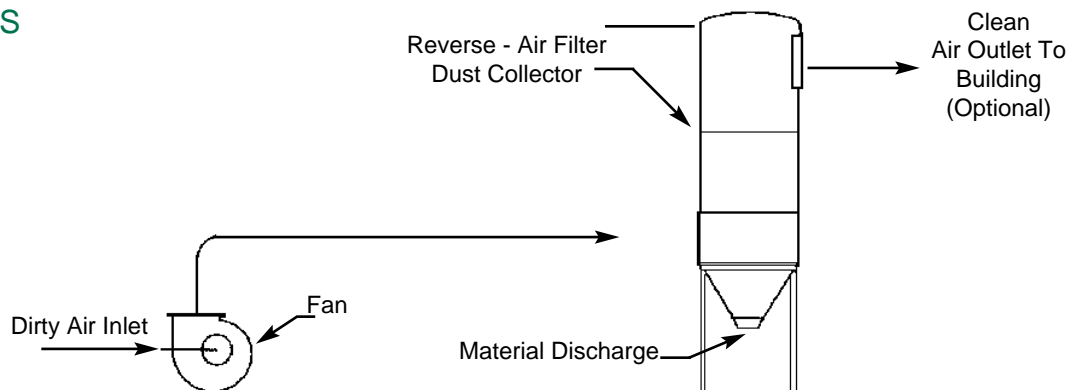 S
Reverse - Air Filter
Dust Collector
Clean
Air Outlet To
Building
(Optional)
Dirty Air Inlet
Fan
Material Discharge